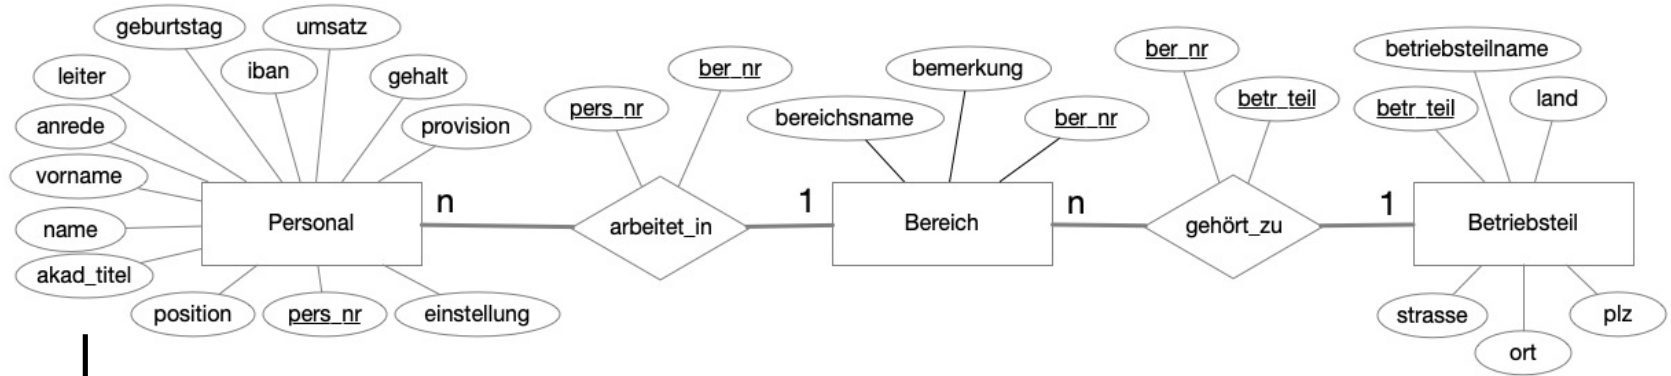 geburtstag
umsatz
leiter
iban
gehalt
anrede
provision
vorname
name
akad_titel
position
pers_nr
einstellung
Personal
n
pers_nr
ber_nr
arbeitet_in
1
bereichsname
bemerkung
ber_nr
Bereich
n
ber_nr
betr_teil
gehört_zu
1
betriebsteilname
betr_teil
land
Betriebsteil
strasse
ort
plz